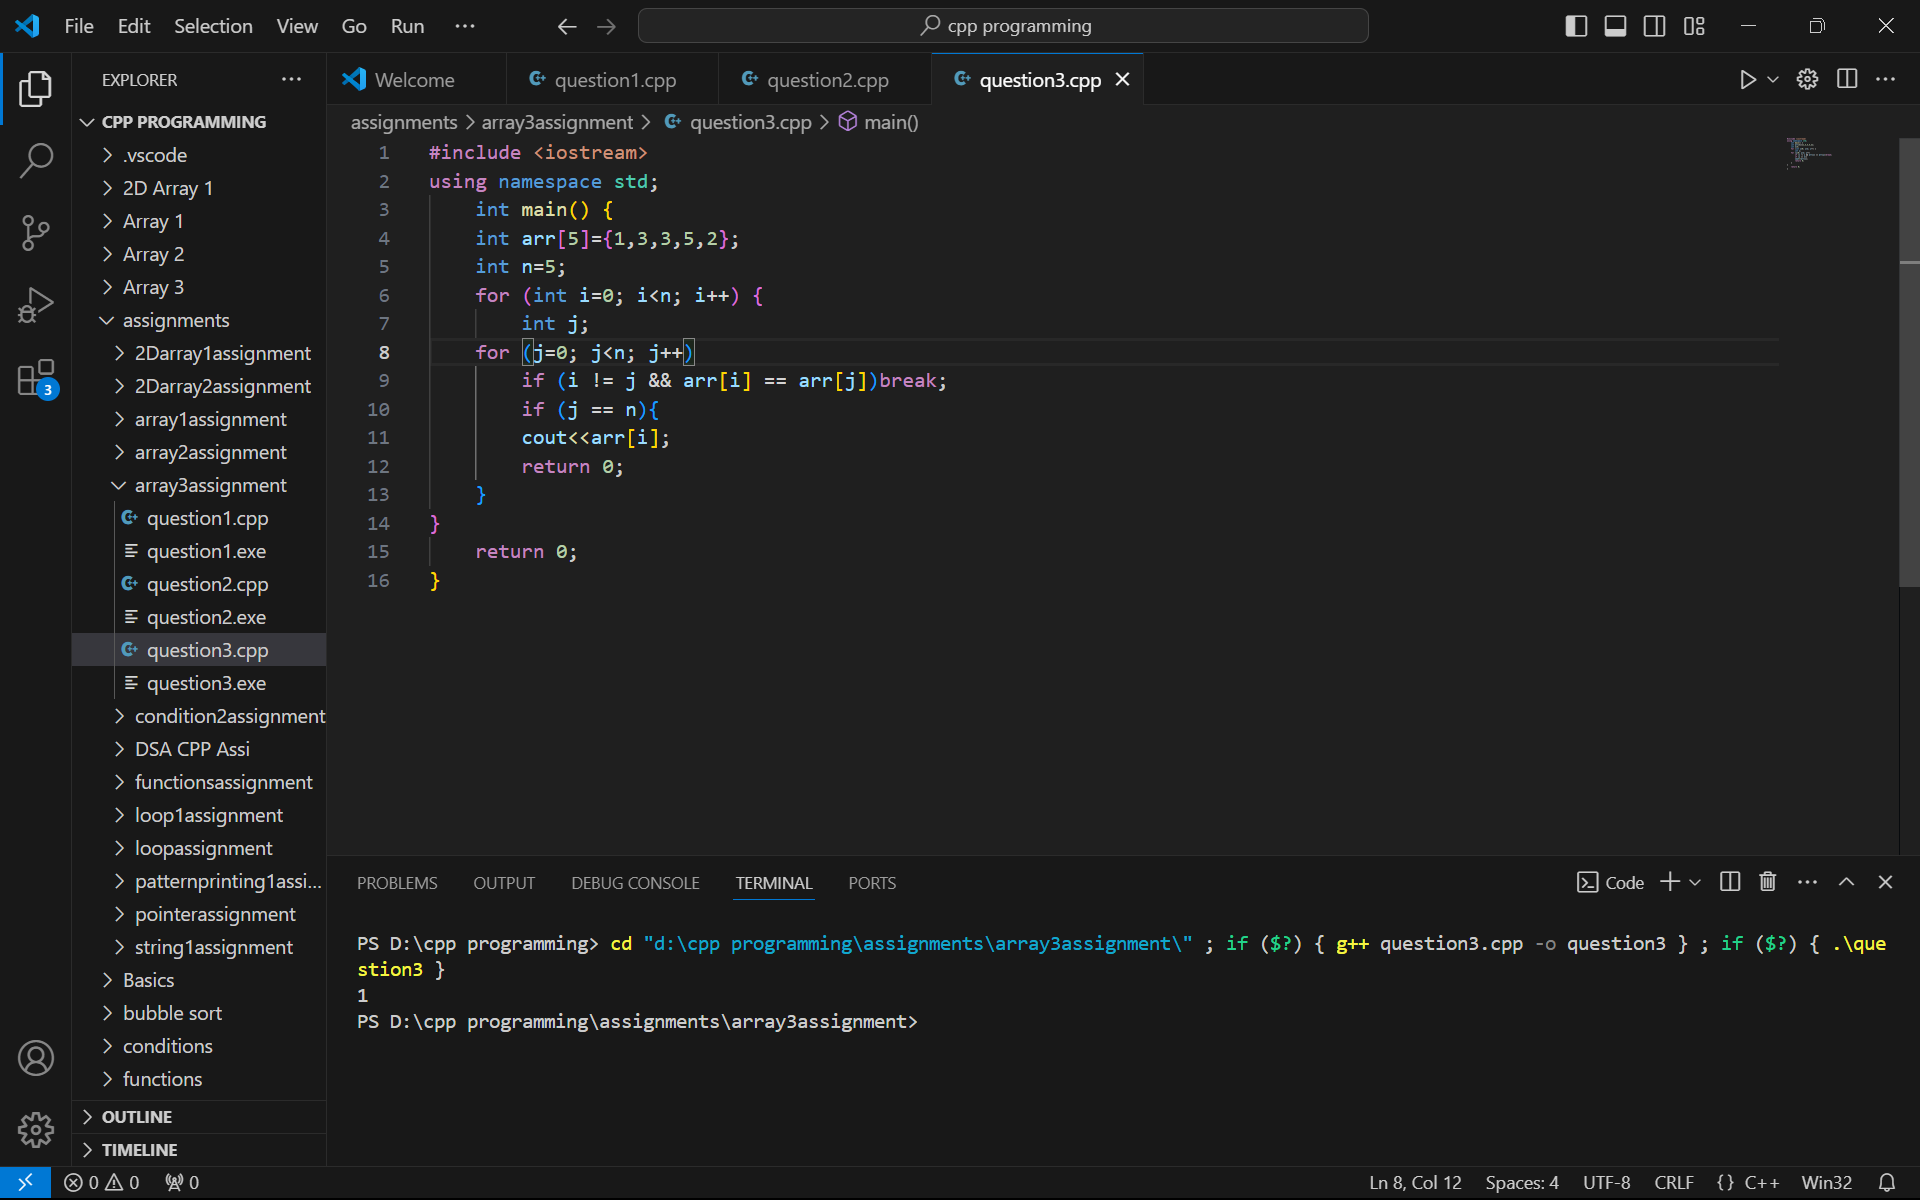 File Edit Selection View Go Run ··· cpp programming
EXPLORER ···
CPP PROGRAMMING
.vscode
2D Array 1
Array 1
Array 2
Array 3
assignments
2Darray1assignment
2Darray2assignment
array1assignment
array2assignment
array3assignment
question1.cpp
question1.exe
question2.cpp
question2.exe
question3.cpp
question3.exe
condition2assignment
DSA CPP Assi
functionsassignment
loop1assignment
loopassignment
patternprinting1assi...
pointerassignment
string1assignment
Basics
bubble sort
conditions
functions
OUTLINE
TIMELINE
3
Welcome question1.cpp question2.cpp question3.cpp
assignments > array3assignment > question3.cpp > main()
1 #include <iostream>
2 using namespace std;
3     int main() {
4     int arr[5]={1,3,3,5,2};
5     int n=5;
6     for (int i=0; i<n; i++) {
7         int j;
8     for (j=0; j<n; j++)
9         if (i != j && arr[i] == arr[j])break;
10         if (j == n){
11         cout<<arr[i];
12         return 0;
13     }
14 }
15     return 0;
16 }
PROBLEMS OUTPUT DEBUG CONSOLE TERMINAL PORTS Code
PS D:\cpp programming> cd "d:\cpp programming\assignments\array3assignment\" ; if ($?) { g++ question3.cpp -o question3 } ; if ($?) { .\que
stion3 }
1
PS D:\cpp programming\assignments\array3assignment>
0 0 0 Ln 8, Col 12 Spaces: 4 UTF-8 CRLF {} C++ Win32